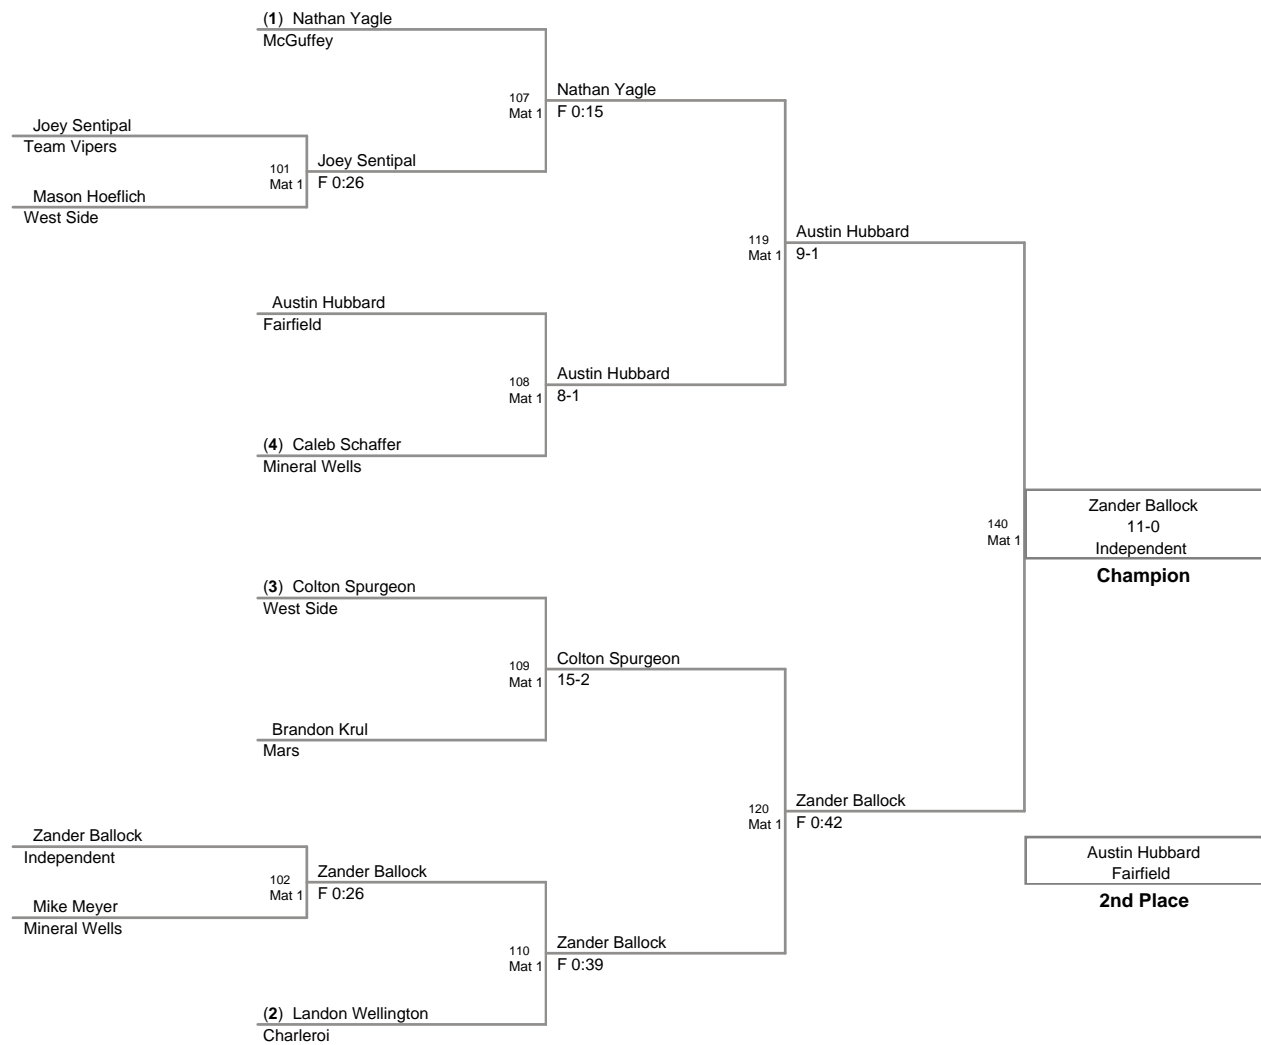 (1) Nathan Yagle
McGuffey
107
Mat 1
Nathan Yagle
F 0:15
Joey Sentipal
Team Vipers
101
Mat 1
Joey Sentipal
F 0:26
Mason Hoeflich
West Side
119
Mat 1
Austin Hubbard
9-1
Austin Hubbard
Fairfield
108
Mat 1
Austin Hubbard
8-1
(4) Caleb Schaffer
Mineral Wells
140
Mat 1
Zander Ballock
11-0
Independent
Champion
(3) Colton Spurgeon
West Side
109
Mat 1
Colton Spurgeon
15-2
Brandon Krul
Mars
120
Mat 1
Zander Ballock
F 0:42
Zander Ballock
Independent
102
Mat 1
Zander Ballock
F 0:26
Mike Meyer
Mineral Wells
110
Mat 1
Zander Ballock
F 0:39
(2) Landon Wellington
Charleroi
Austin Hubbard
Fairfield
2nd Place